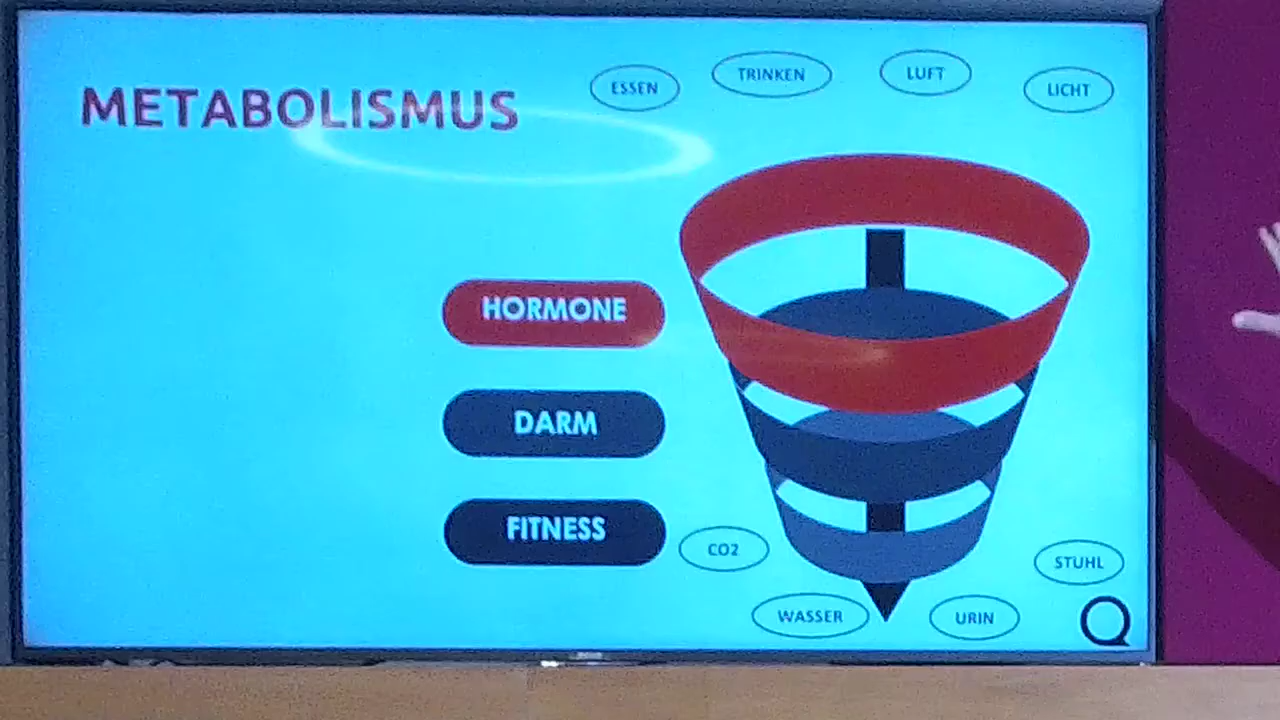 METABOLISMUS
ESSEN
TRINKEN
LUFT
LICHT
HORMONE
DARM
FITNESS
CO2
STUHL
WASSER
URIN
Q